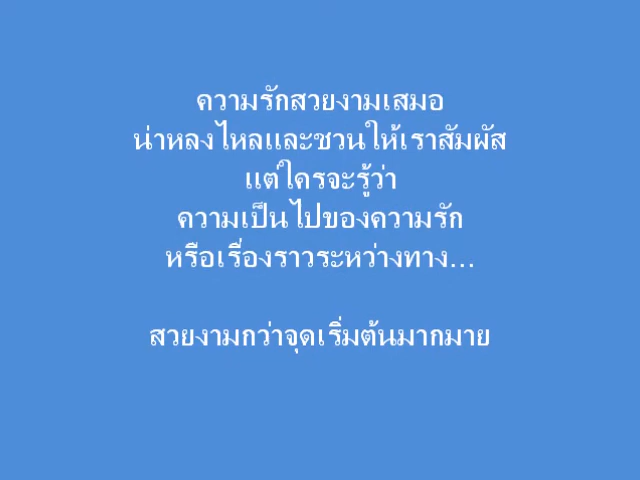 ความรักสวยงามเสมอ
น่าหลงไหลและชวนให้เราสัมผัส
แต่ใครจะรู้ว่า
ความเป็นไปของความรัก
หรือเรื่องราวระหว่างทาง...
สวยงามกว่าจุดเริ่มต้นมากมาย